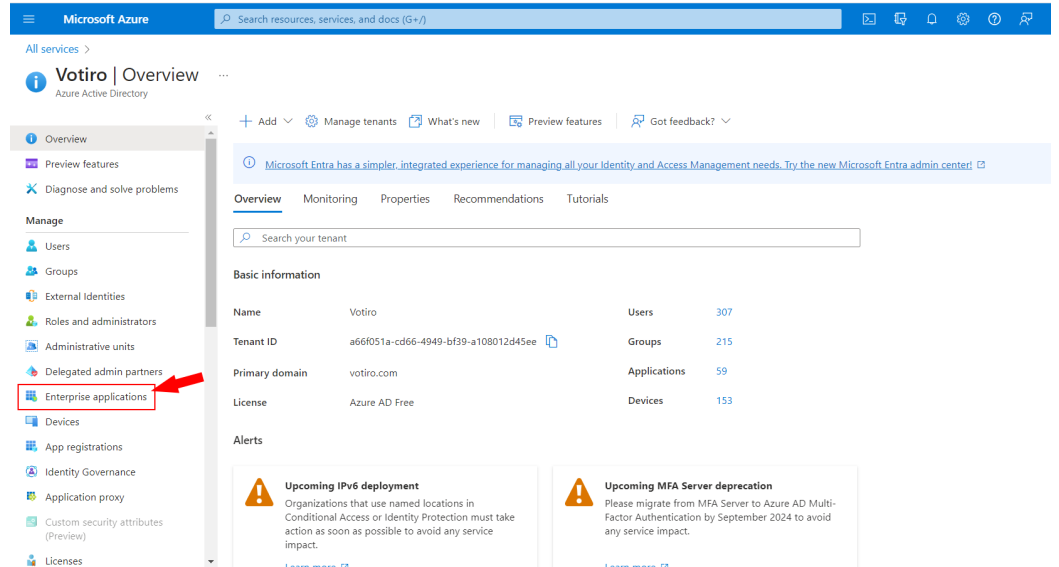 Microsoft Azure
Search resources, services, and docs (G+/)
All services >
Votiro | Overview ...
Azure Active Directory
Overview
Preview features
Diagnose and solve problems
Manage
Users
Groups
External Identities
Roles and administrators
Administrative units
Delegated admin partners
Enterprise applications
Devices
App registrations
Identity Governance
Application proxy
Custom security attributes
(Preview)
Licenses
Add Manage tenants What's new Preview features Got feedback?
Microsoft Entra has a simpler, integrated experience for managing all your Identity and Access Management needs. Try the new Microsoft Entra admin center!
Overview Monitoring Properties Recommendations Tutorials
Search your tenant
Basic information
Name Votiro Users 307
Tenant ID a66f051a-cd66-4949-bf39-a108012d45ee Groups 215
Primary domain votiro.com Applications 59
License Azure AD Free Devices 153
Alerts
Upcoming IPv6 deployment
Organizations that use named locations in
Conditional Access or Identity Protection must take
action as soon as possible to avoid any service
impact.
Learn more
Upcoming MFA Server deprecation
Please migrate from MFA Server to Azure AD Multi-
Factor Authentication by September 2024 to avoid
any service impact.
Learn more